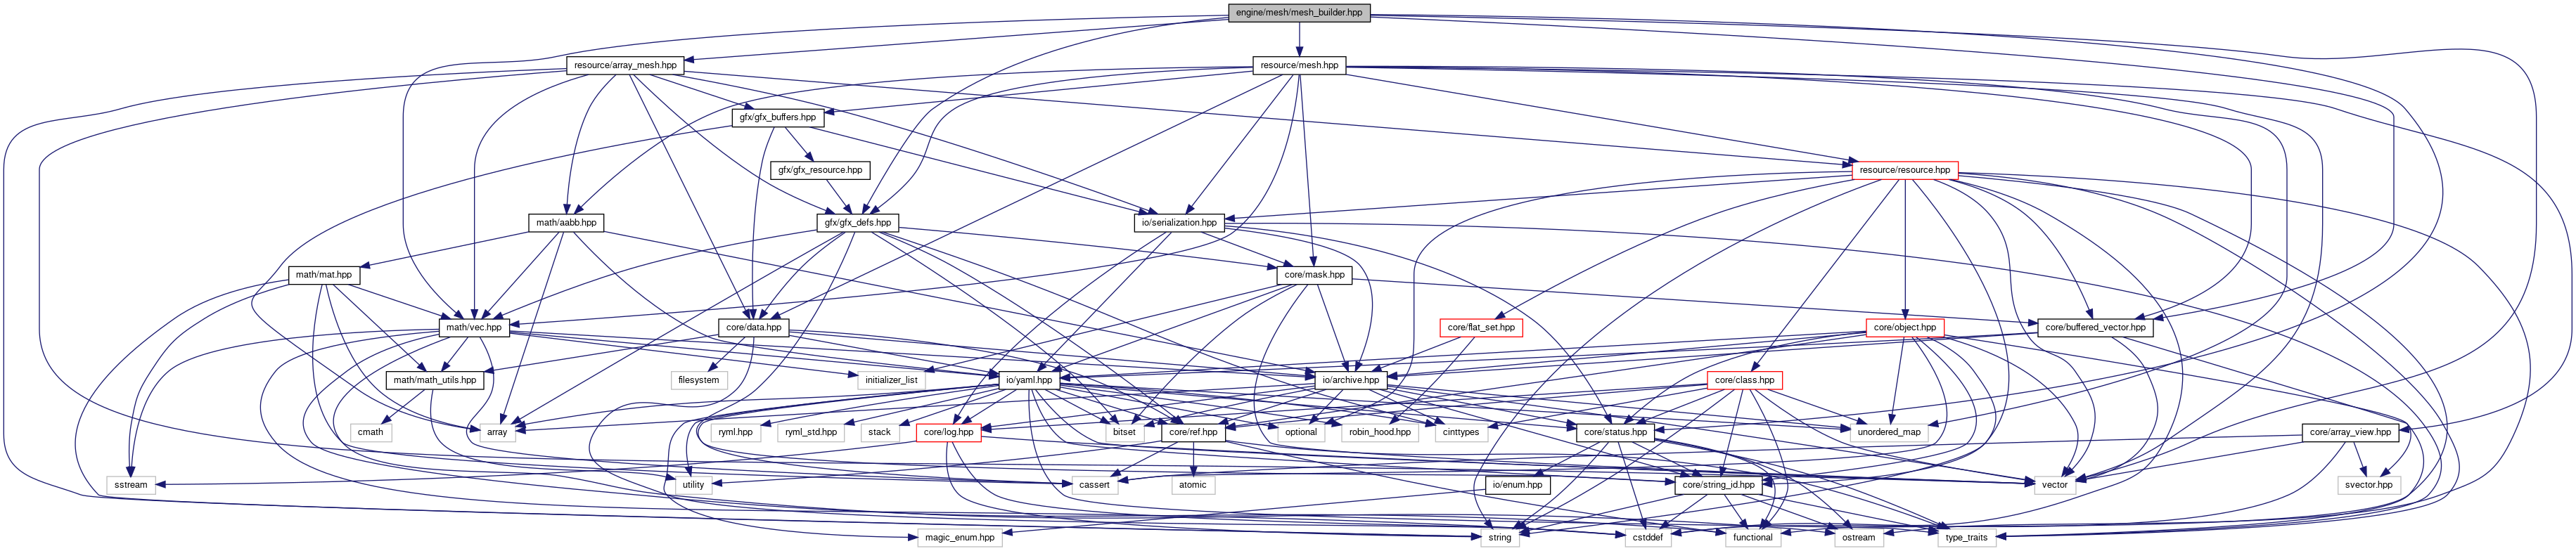 engine/mesh/mesh_builder.hpp
resource/array_mesh.hpp
resource/mesh.hpp
gfx/gfx_buffers.hpp
gfx/gfx_resource.hpp
resource/resource.hpp
math/aabb.hpp
gfx/gfx_defs.hpp
io/serialization.hpp
math/mat.hpp
core/mask.hpp
math/vec.hpp
core/data.hpp
core/flat_set.hpp
core/object.hpp
core/buffered_vector.hpp
math/math_utils.hpp
filesystem
initializer_list
io/yaml.hpp
io/archive.hpp
core/class.hpp
cmath
array
ryml.hpp
ryml_std.hpp
stack
core/log.hpp
bitset
core/ref.hpp
optional
robin_hood.hpp
cinttypes
core/status.hpp
unordered_map
core/array_view.hpp
sstream
utility
cassert
atomic
io/enum.hpp
core/string_id.hpp
vector
svector.hpp
magic_enum.hpp
string
cstddef
functional
ostream
type_traits